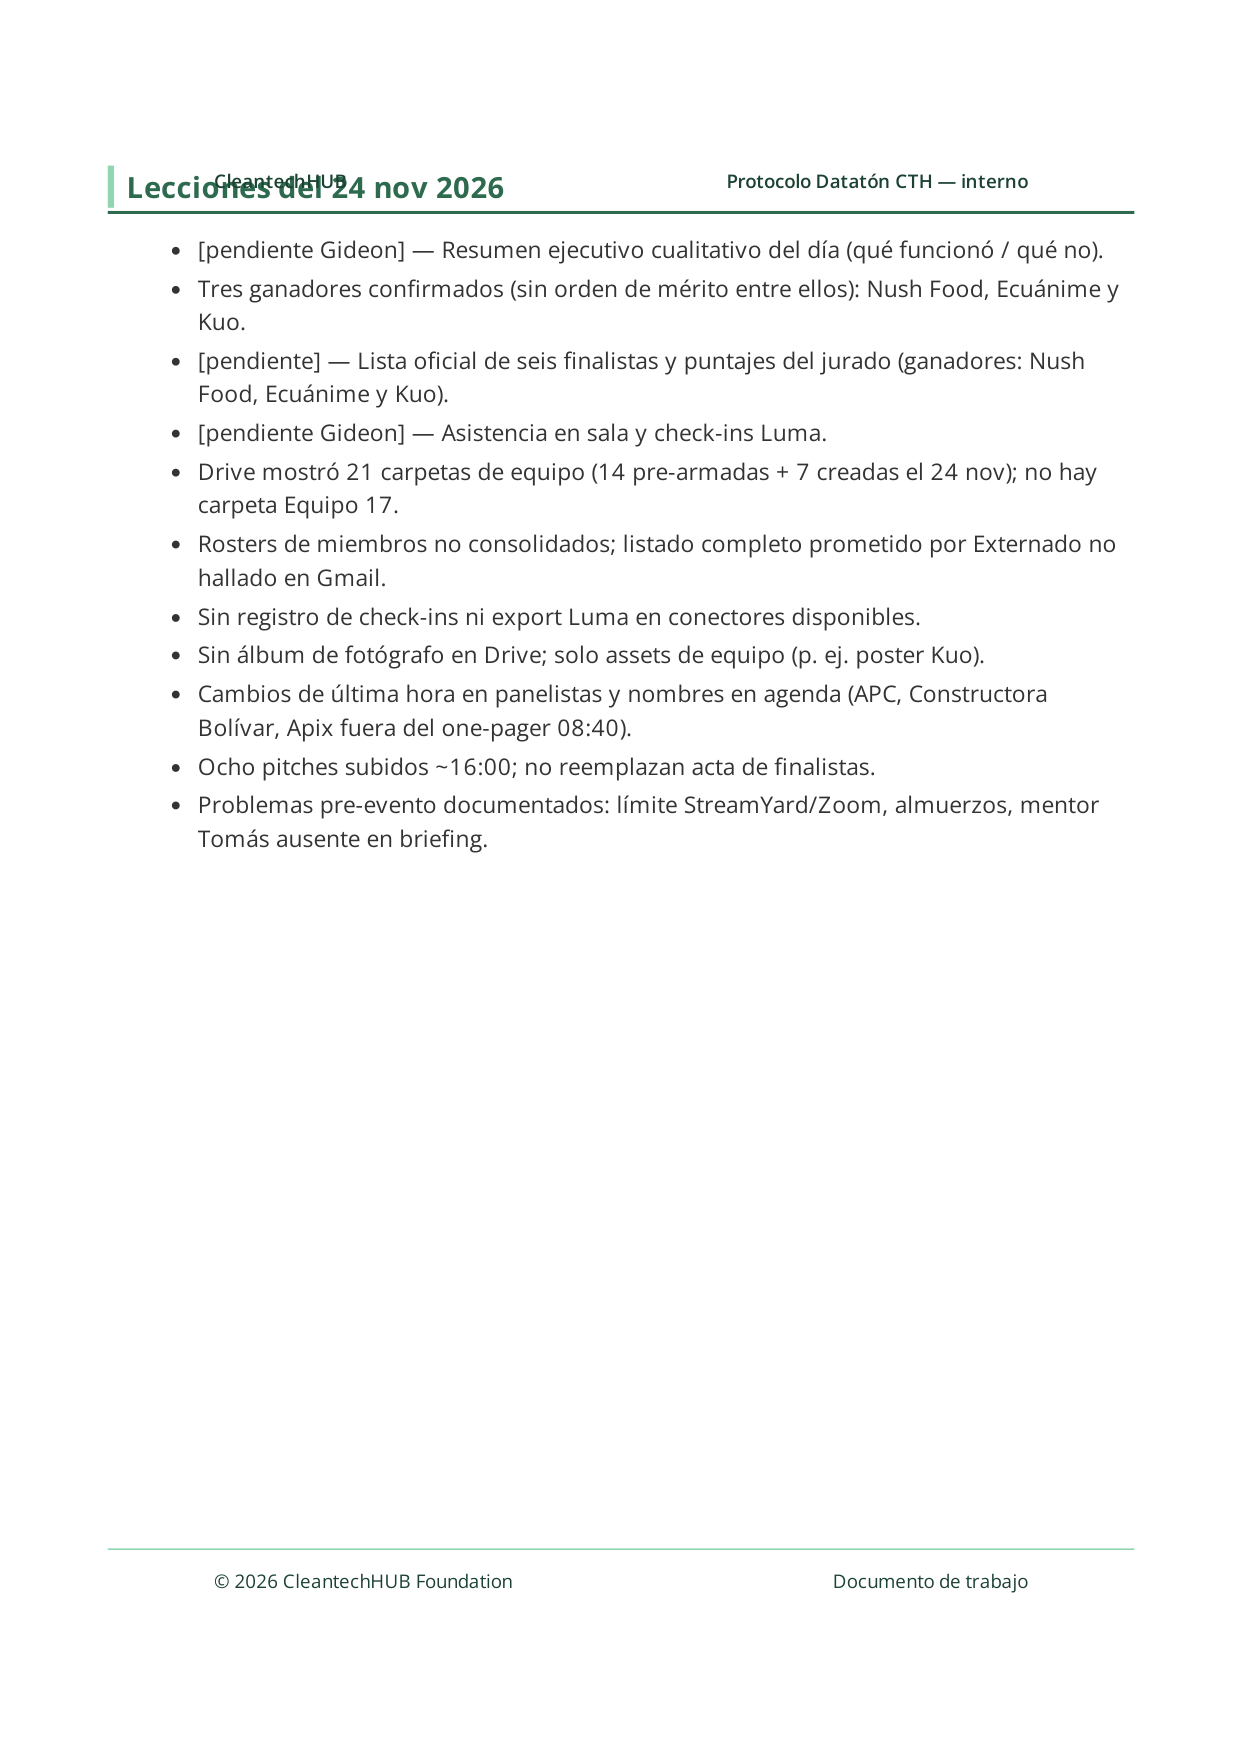 CleantechHUB
Protocolo Datatón CTH — interno
Lecciones del 24 nov 2026
• [pendiente Gideon] — Resumen ejecutivo cualitativo del día (qué funcionó / qué no).
• Tres ganadores confirmados (sin orden de mérito entre ellos): Nush Food, Ecuánime y
Kuo.
• [pendiente] — Lista oficial de seis finalistas y puntajes del jurado (ganadores: Nush
Food, Ecuánime y Kuo).
• [pendiente Gideon] — Asistencia en sala y check-ins Luma.
• Drive mostró 21 carpetas de equipo (14 pre-armadas + 7 creadas el 24 nov); no hay
carpeta Equipo 17.
• Rosters de miembros no consolidados; listado completo prometido por Externado no
hallado en Gmail.
• Sin registro de check-ins ni export Luma en conectores disponibles.
• Sin álbum de fotógrafo en Drive; solo assets de equipo (p. ej. poster Kuo).
• Cambios de última hora en panelistas y nombres en agenda (APC, Constructora
Bolívar, Apix fuera del one-pager 08:40).
• Ocho pitches subidos ~16:00; no reemplazan acta de finalistas.
• Problemas pre-evento documentados: límite StreamYard/Zoom, almuerzos, mentor
Tomás ausente en briefing.
© 2026 CleantechHUB Foundation
Documento de trabajo